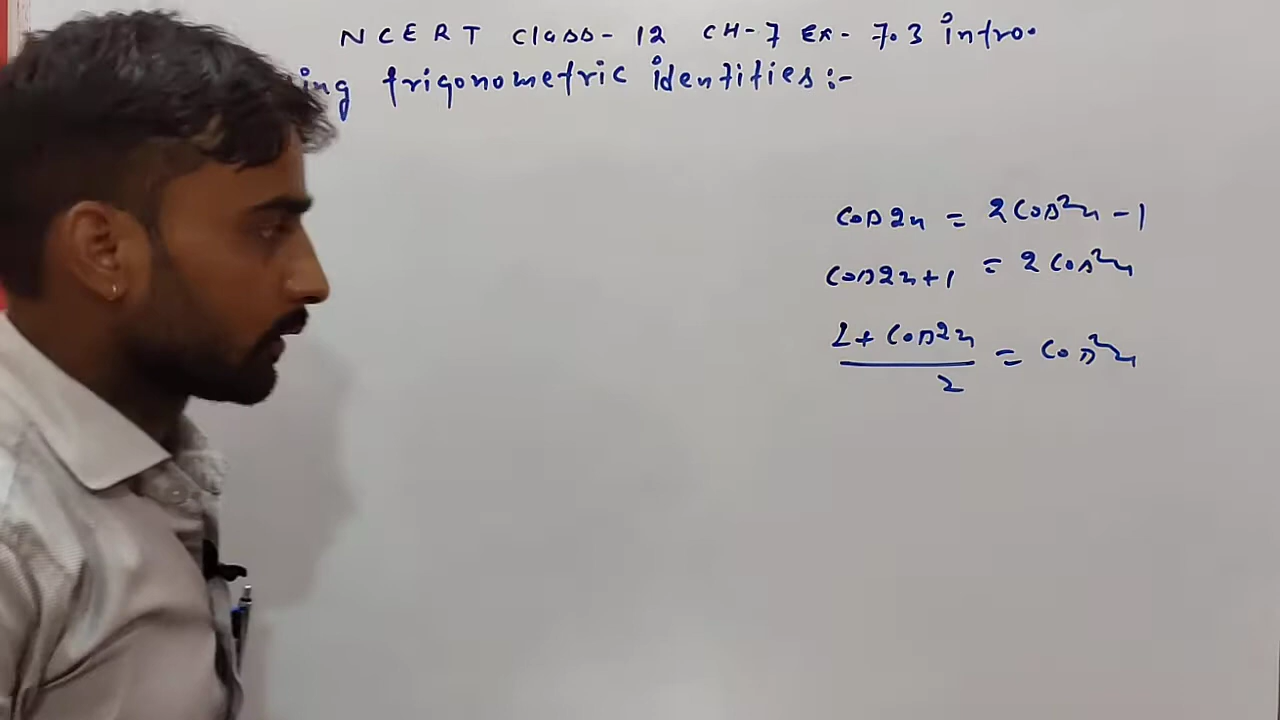 NCERT Class - 12 CH-7 Ex- 7.3 intro.
trigonometric identities :-
cos2x = 2cos²x - 1
cos2x + 1 = 2cos²x
1 + cos2x / 2 = cos²x